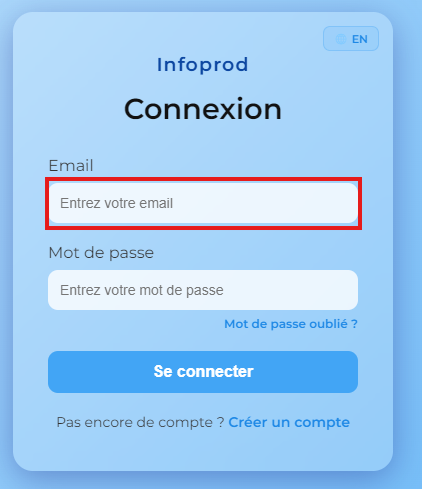 EN
Infoprod
Connexion
Email
Entrez votre email
Mot de passe
Entrez votre mot de passe
Mot de passe oublié ?
Se connecter
Pas encore de compte ? Créer un compte